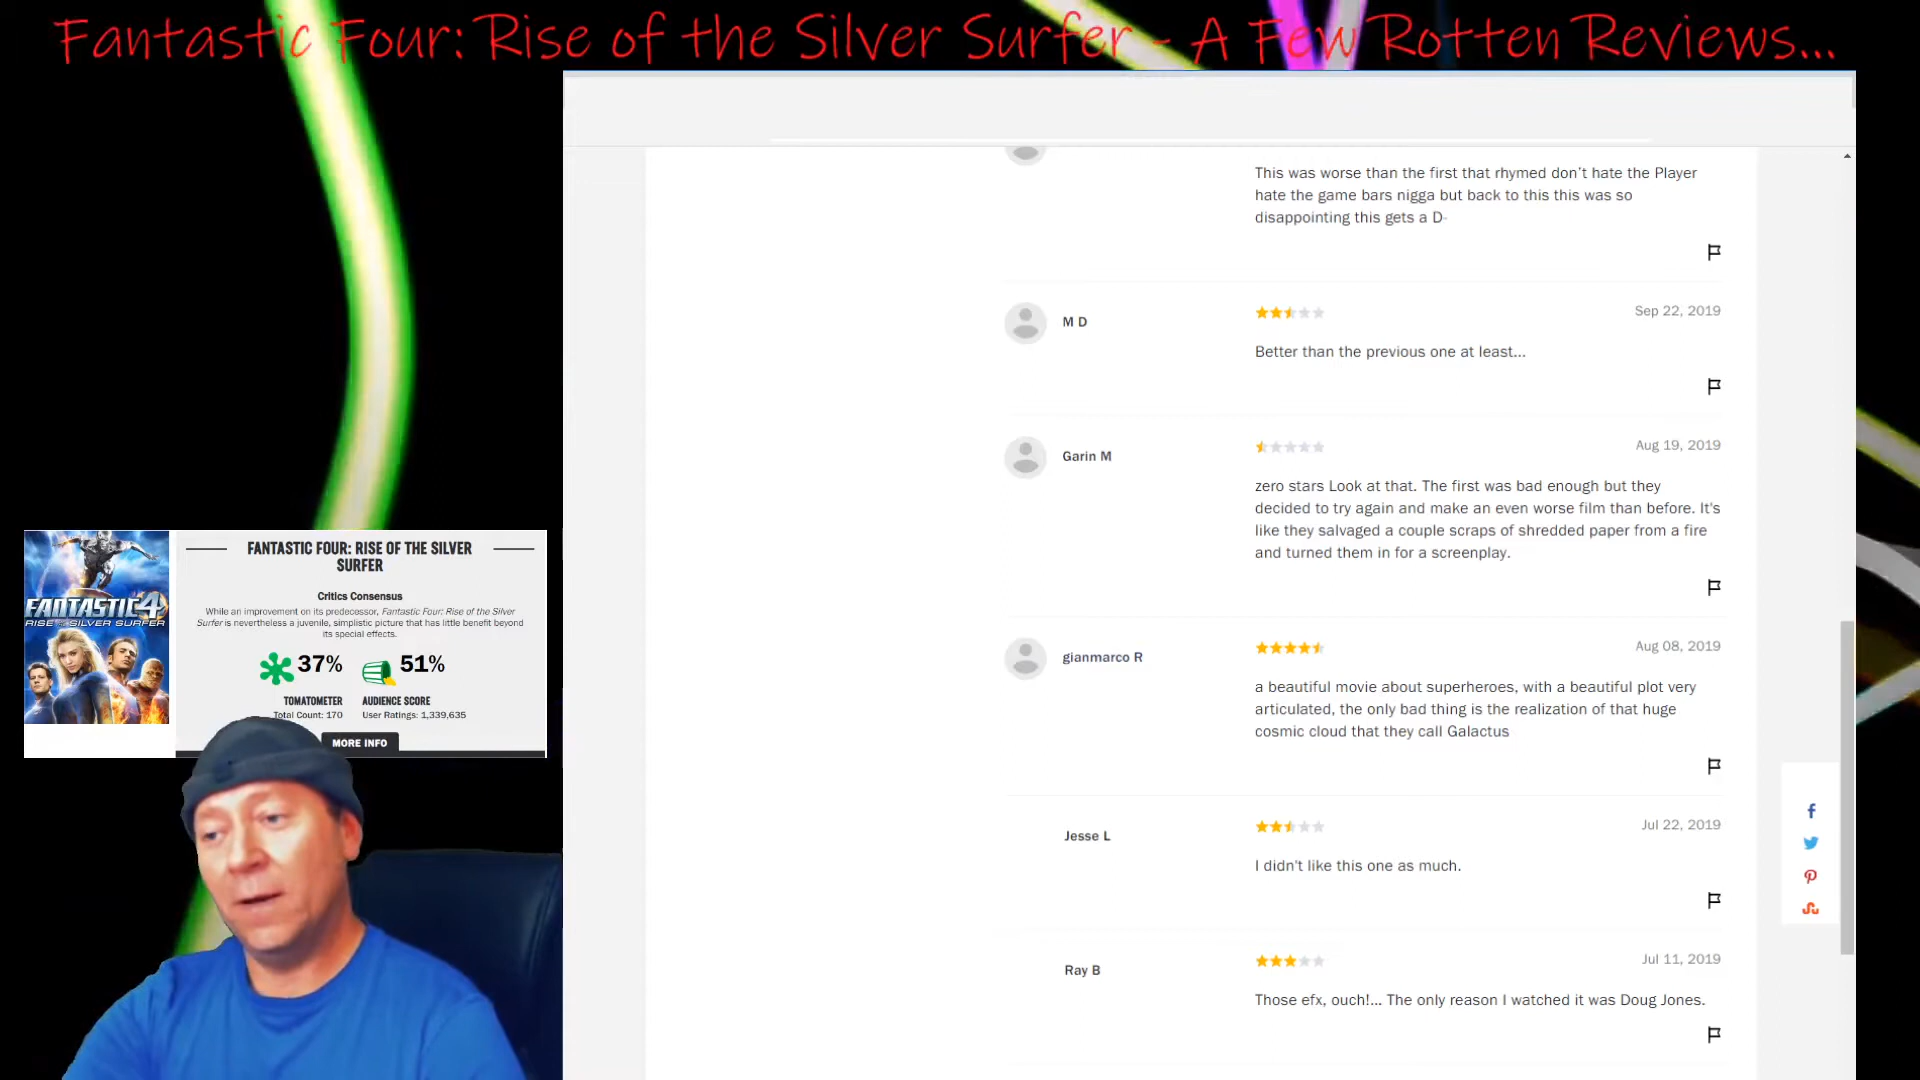 Fantastic Four: Rise of the Silver Surfer - A Few Rotten Reviews...
This was worse than the first that rhymed don't hate the Player
hate the game bars nigga but back to this this was so
disappointing this gets a D-
M D
Sep 22, 2019
Better than the previous one at least...
Garin M
Aug 19, 2019
zero stars Look at that. The first was bad enough but they
decided to try again and make an even worse film than before. It's
like they salvaged a couple scraps of shredded paper from a fire
and turned them in for a screenplay.
gianmarco R
Aug 08, 2019
a beautiful movie about superheroes, with a beautiful plot very
articulated, the only bad thing is the realization of that huge
cosmic cloud that they call Galactus
Jesse L
Jul 22, 2019
I didn't like this one as much.
Ray B
Jul 11, 2019
Those efx, ouch!... The only reason I watched it was Doug Jones.
FANTASTIC 4
RISE OF THE SILVER SURFER
FANTASTIC FOUR: RISE OF THE SILVER
SURFER
Critics Consensus
While an improvement on its predecessor, Fantastic Four: Rise of the Silver
Surfer is nevertheless a juvenile, simplistic picture that has little benefit beyond
its special effects.
37%
51%
TOMATOMETER
AUDIENCE SCORE
Total Count: 170
User Ratings: 1,339,635
MORE INFO